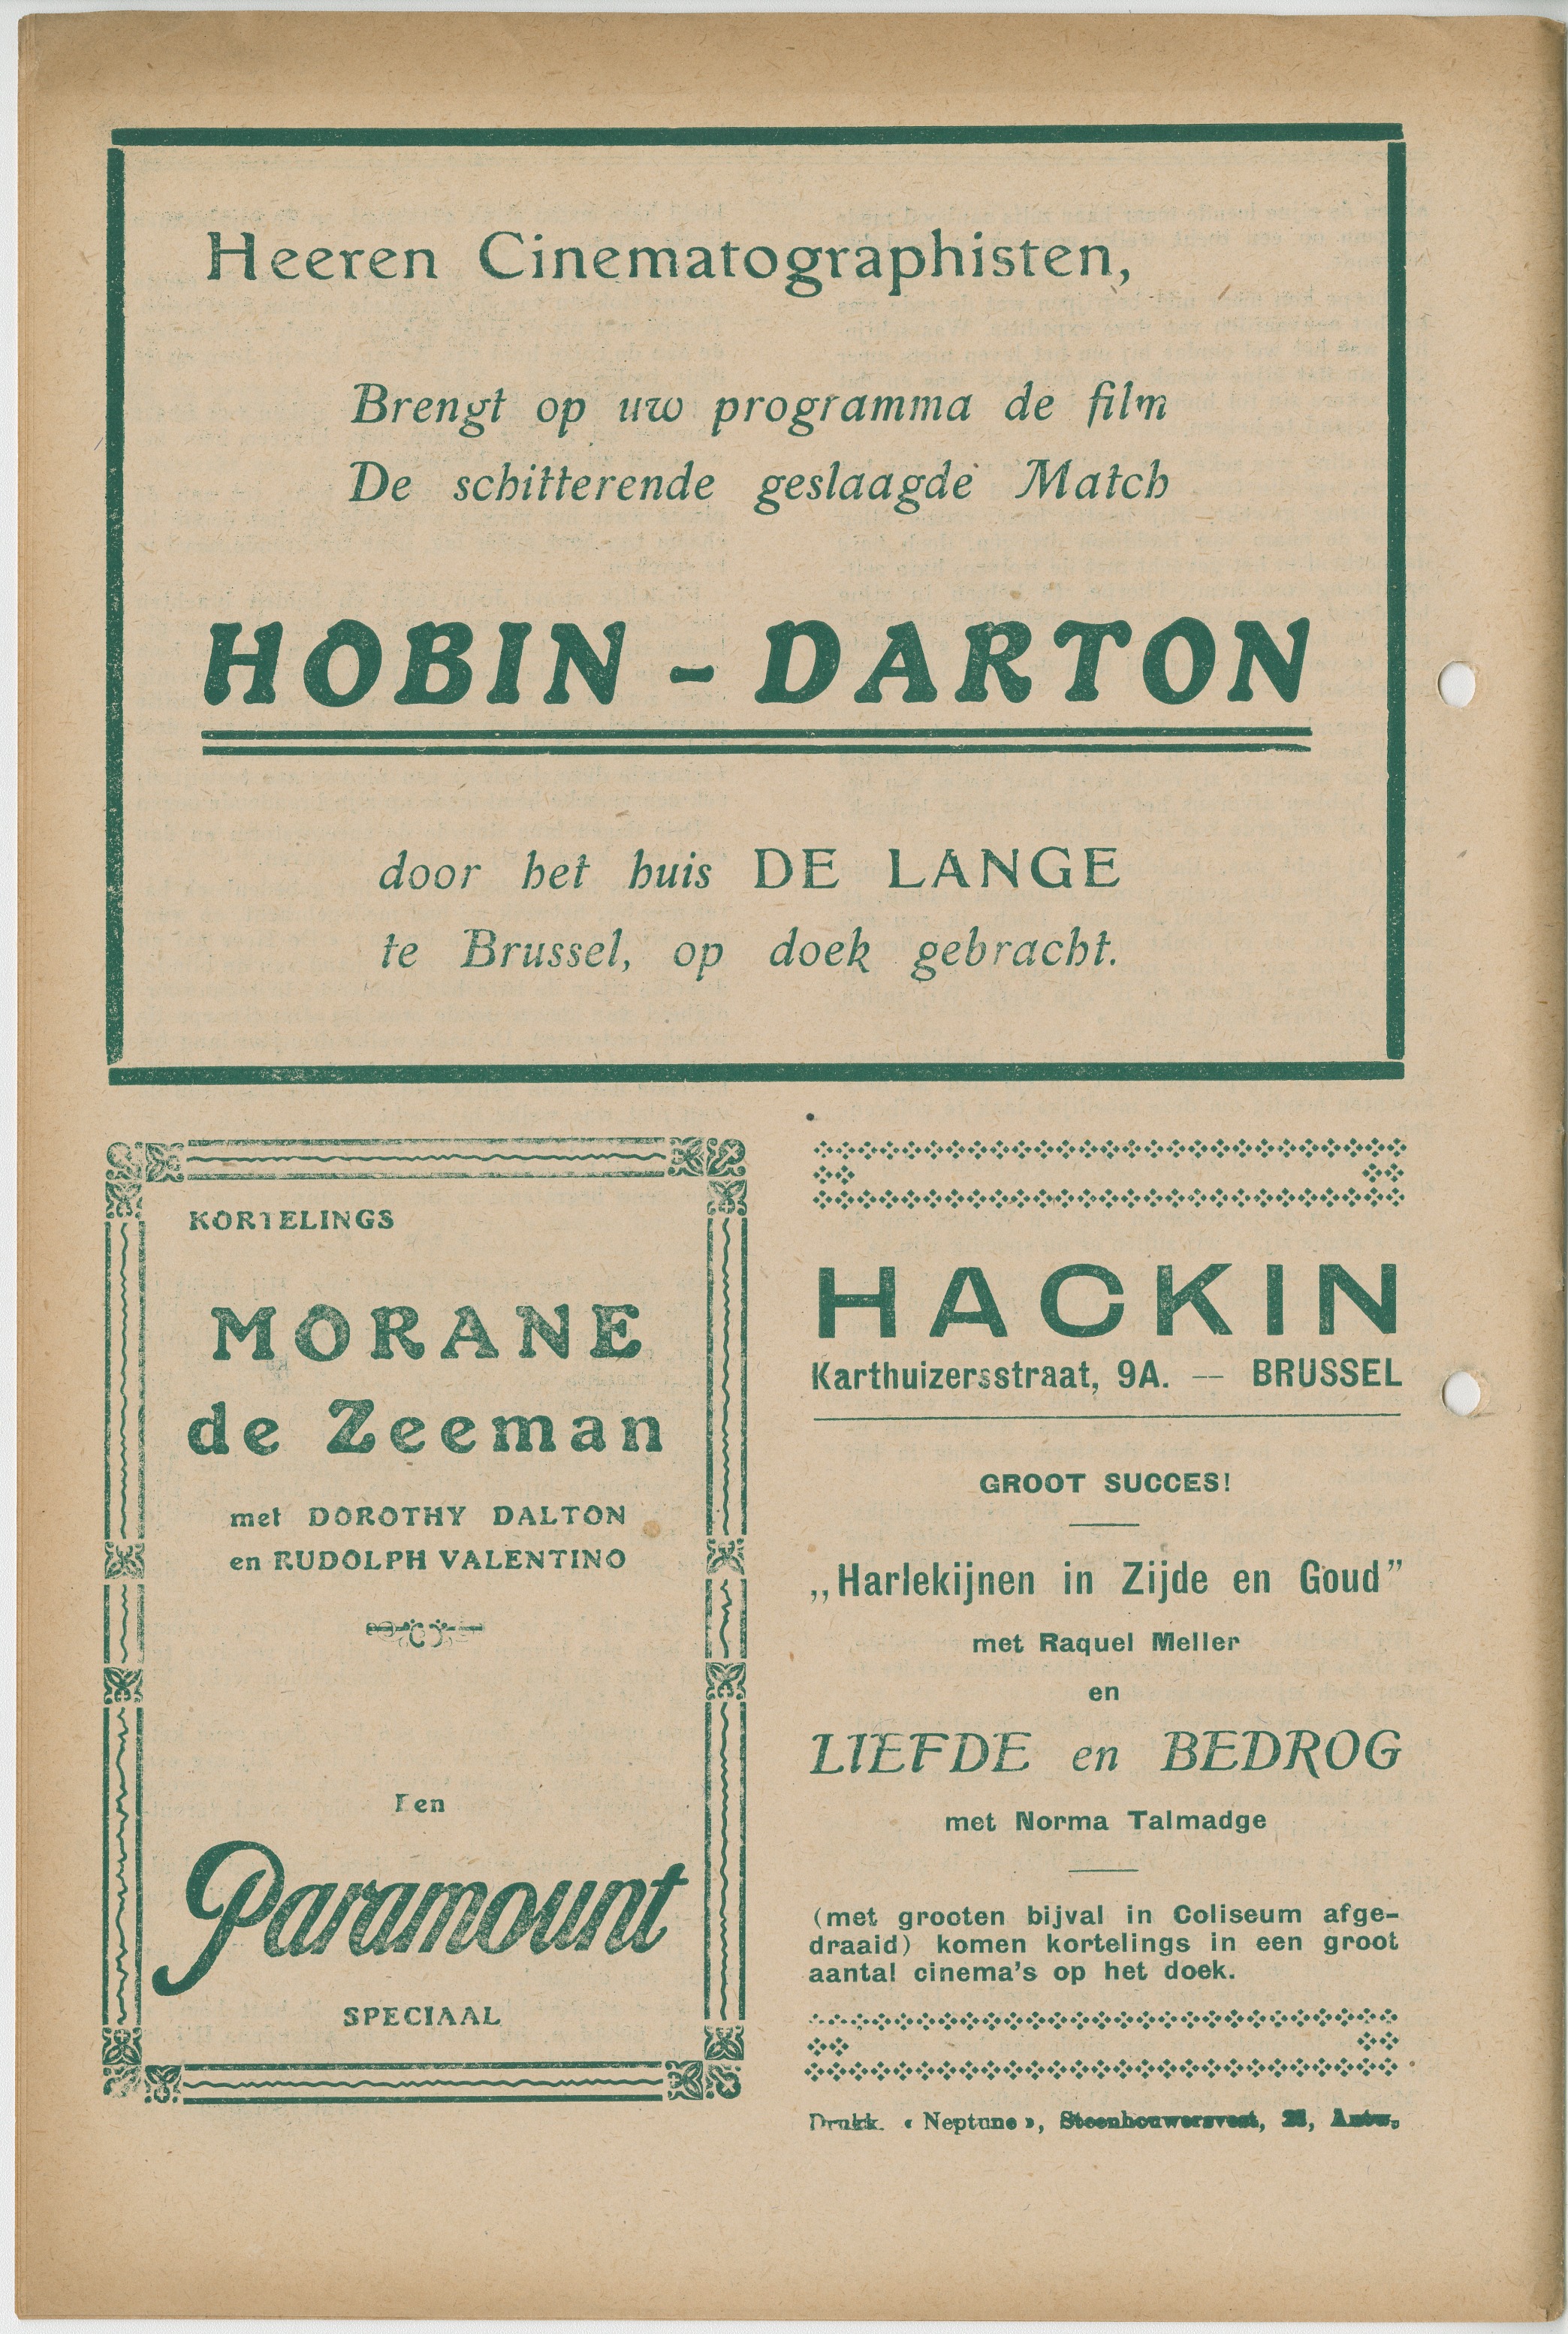 Heeren Cinematographisten,
Brengt op uw programma de film
De schitterende geslaagde Match
HOBIN - DARTON
door het huis DE LANGE
te Brussel, op doek gebracht.
KORTELINGS
MORANE
de Zeeman
met DOROTHY DALTON
en RUDOLPH VALENTINO
Een
Paramount
SPECIAAL
HACKIN
Karthuizersstraat, 9A. — BRUSSEL
GROOT SUCCES!
„Harlekijnen in Zijde en Goud”
met Raquel Meller
en
LIEFDE en BEDROG
met Norma Talmadge
(met grooten bijval in Coliseum afge-
draaid) komen kortelings in een groot
aantal cinema's op het doek.
Drukk. « Neptune », Steenhouwersvest, Antw.